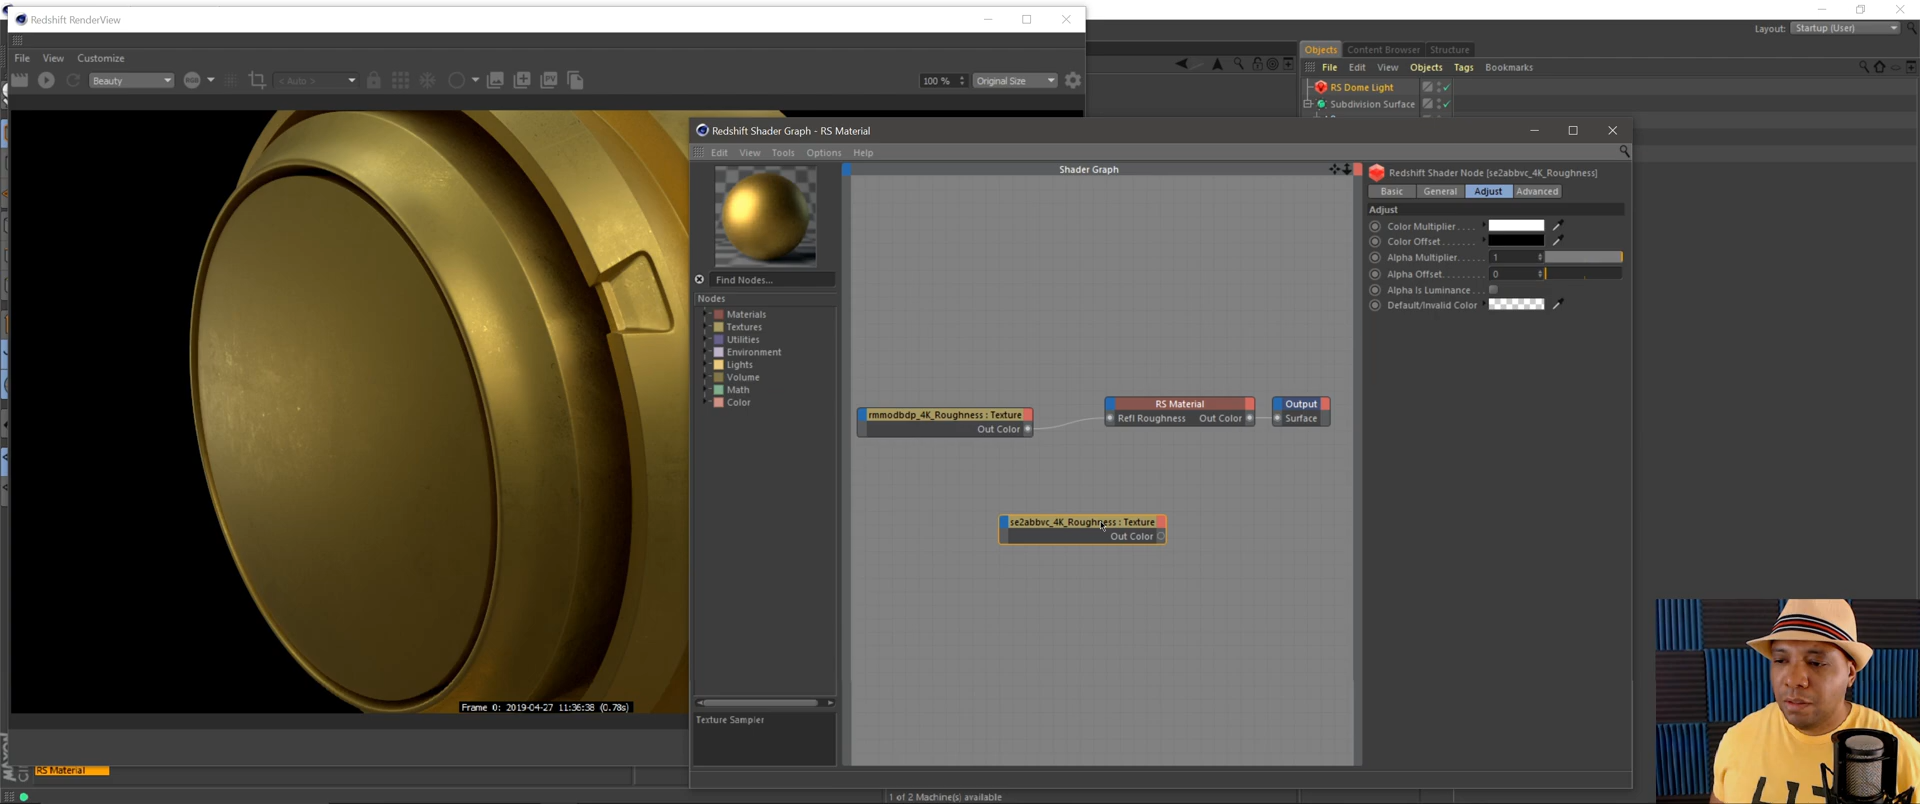 Redshift RenderView
File View Customize
Beauty
< Auto >
100 %
Original Size
Layout: Startup (User)
Objects Content Browser Structure
File Edit View Objects Tags Bookmarks
RS Dome Light
Subdivision Surface
Redshift Shader Graph - RS Material
Edit View Tools Options Help
Shader Graph
Find Nodes...
Nodes
Materials
Textures
Utilities
Environment
Lights
Volume
Math
Color
Texture Sampler
rmmodbdp_4K_Roughness : Texture
Out Color
RS Material
Refl Roughness Out Color
Output
Surface
se2abbvc_4K_Roughness : Texture
Out Color
Redshift Shader Node [se2abbvc_4K_Roughness]
Basic General Adjust Advanced
Adjust
Color Multiplier . . . .
Color Offset . . . . . . .
Alpha Multiplier. . . . . . 1
Alpha Offset. . . . . . . . . 0
Alpha Is Luminance . . .
Default/Invalid Color
Frame 0: 2019-04-27 11:36:38 (0.78s)
RS Material
1 of 2 Machine(s) available